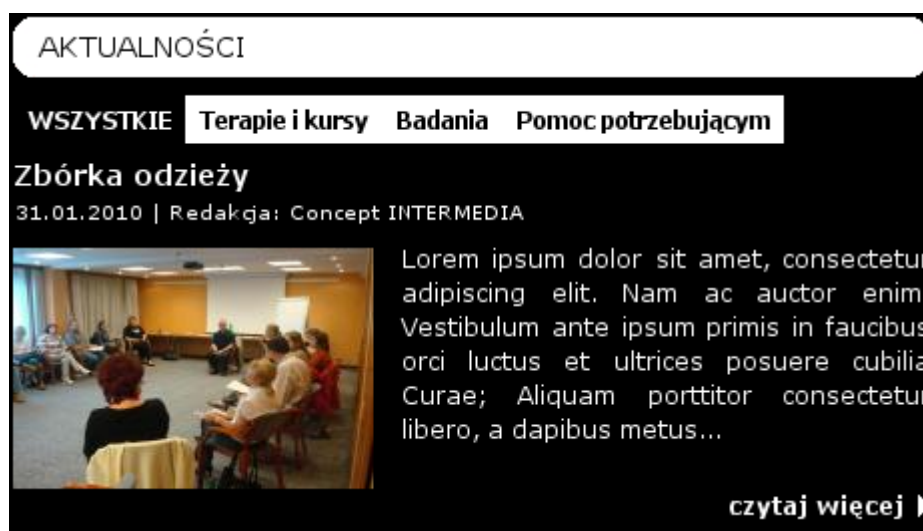 AKTUALNOŚCI
WSZYSTKIE Terapie i kursy Badania Pomoc potrzebującym
Zbórka odzieży
31.01.2010 | Redakcja: Concept INTERMEDIA
Lorem ipsum dolor sit amet, consectetur
adipiscing elit. Nam ac auctor enim
Vestibulum ante ipsum primis in faucibus
orci luctus et ultrices posuere cubilia
Curae; Aliquam porttitor consectetur
libero, a dapibus metus...
czytaj więcej